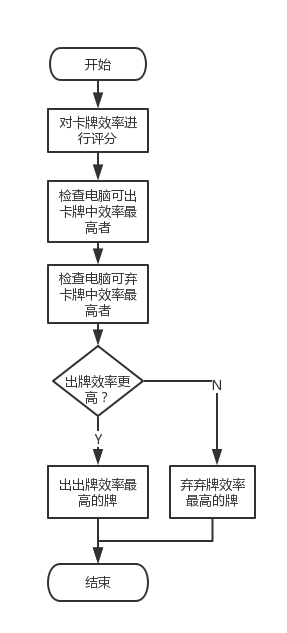 开始
对卡牌效率进
行评分
检查电脑可出
卡牌中效率最
高者
检查电脑可弃
卡牌中效率最
高者
出牌效率更
高？
N
Y
出出牌效率最
高的牌
弃弃牌效率
最高的牌
结束